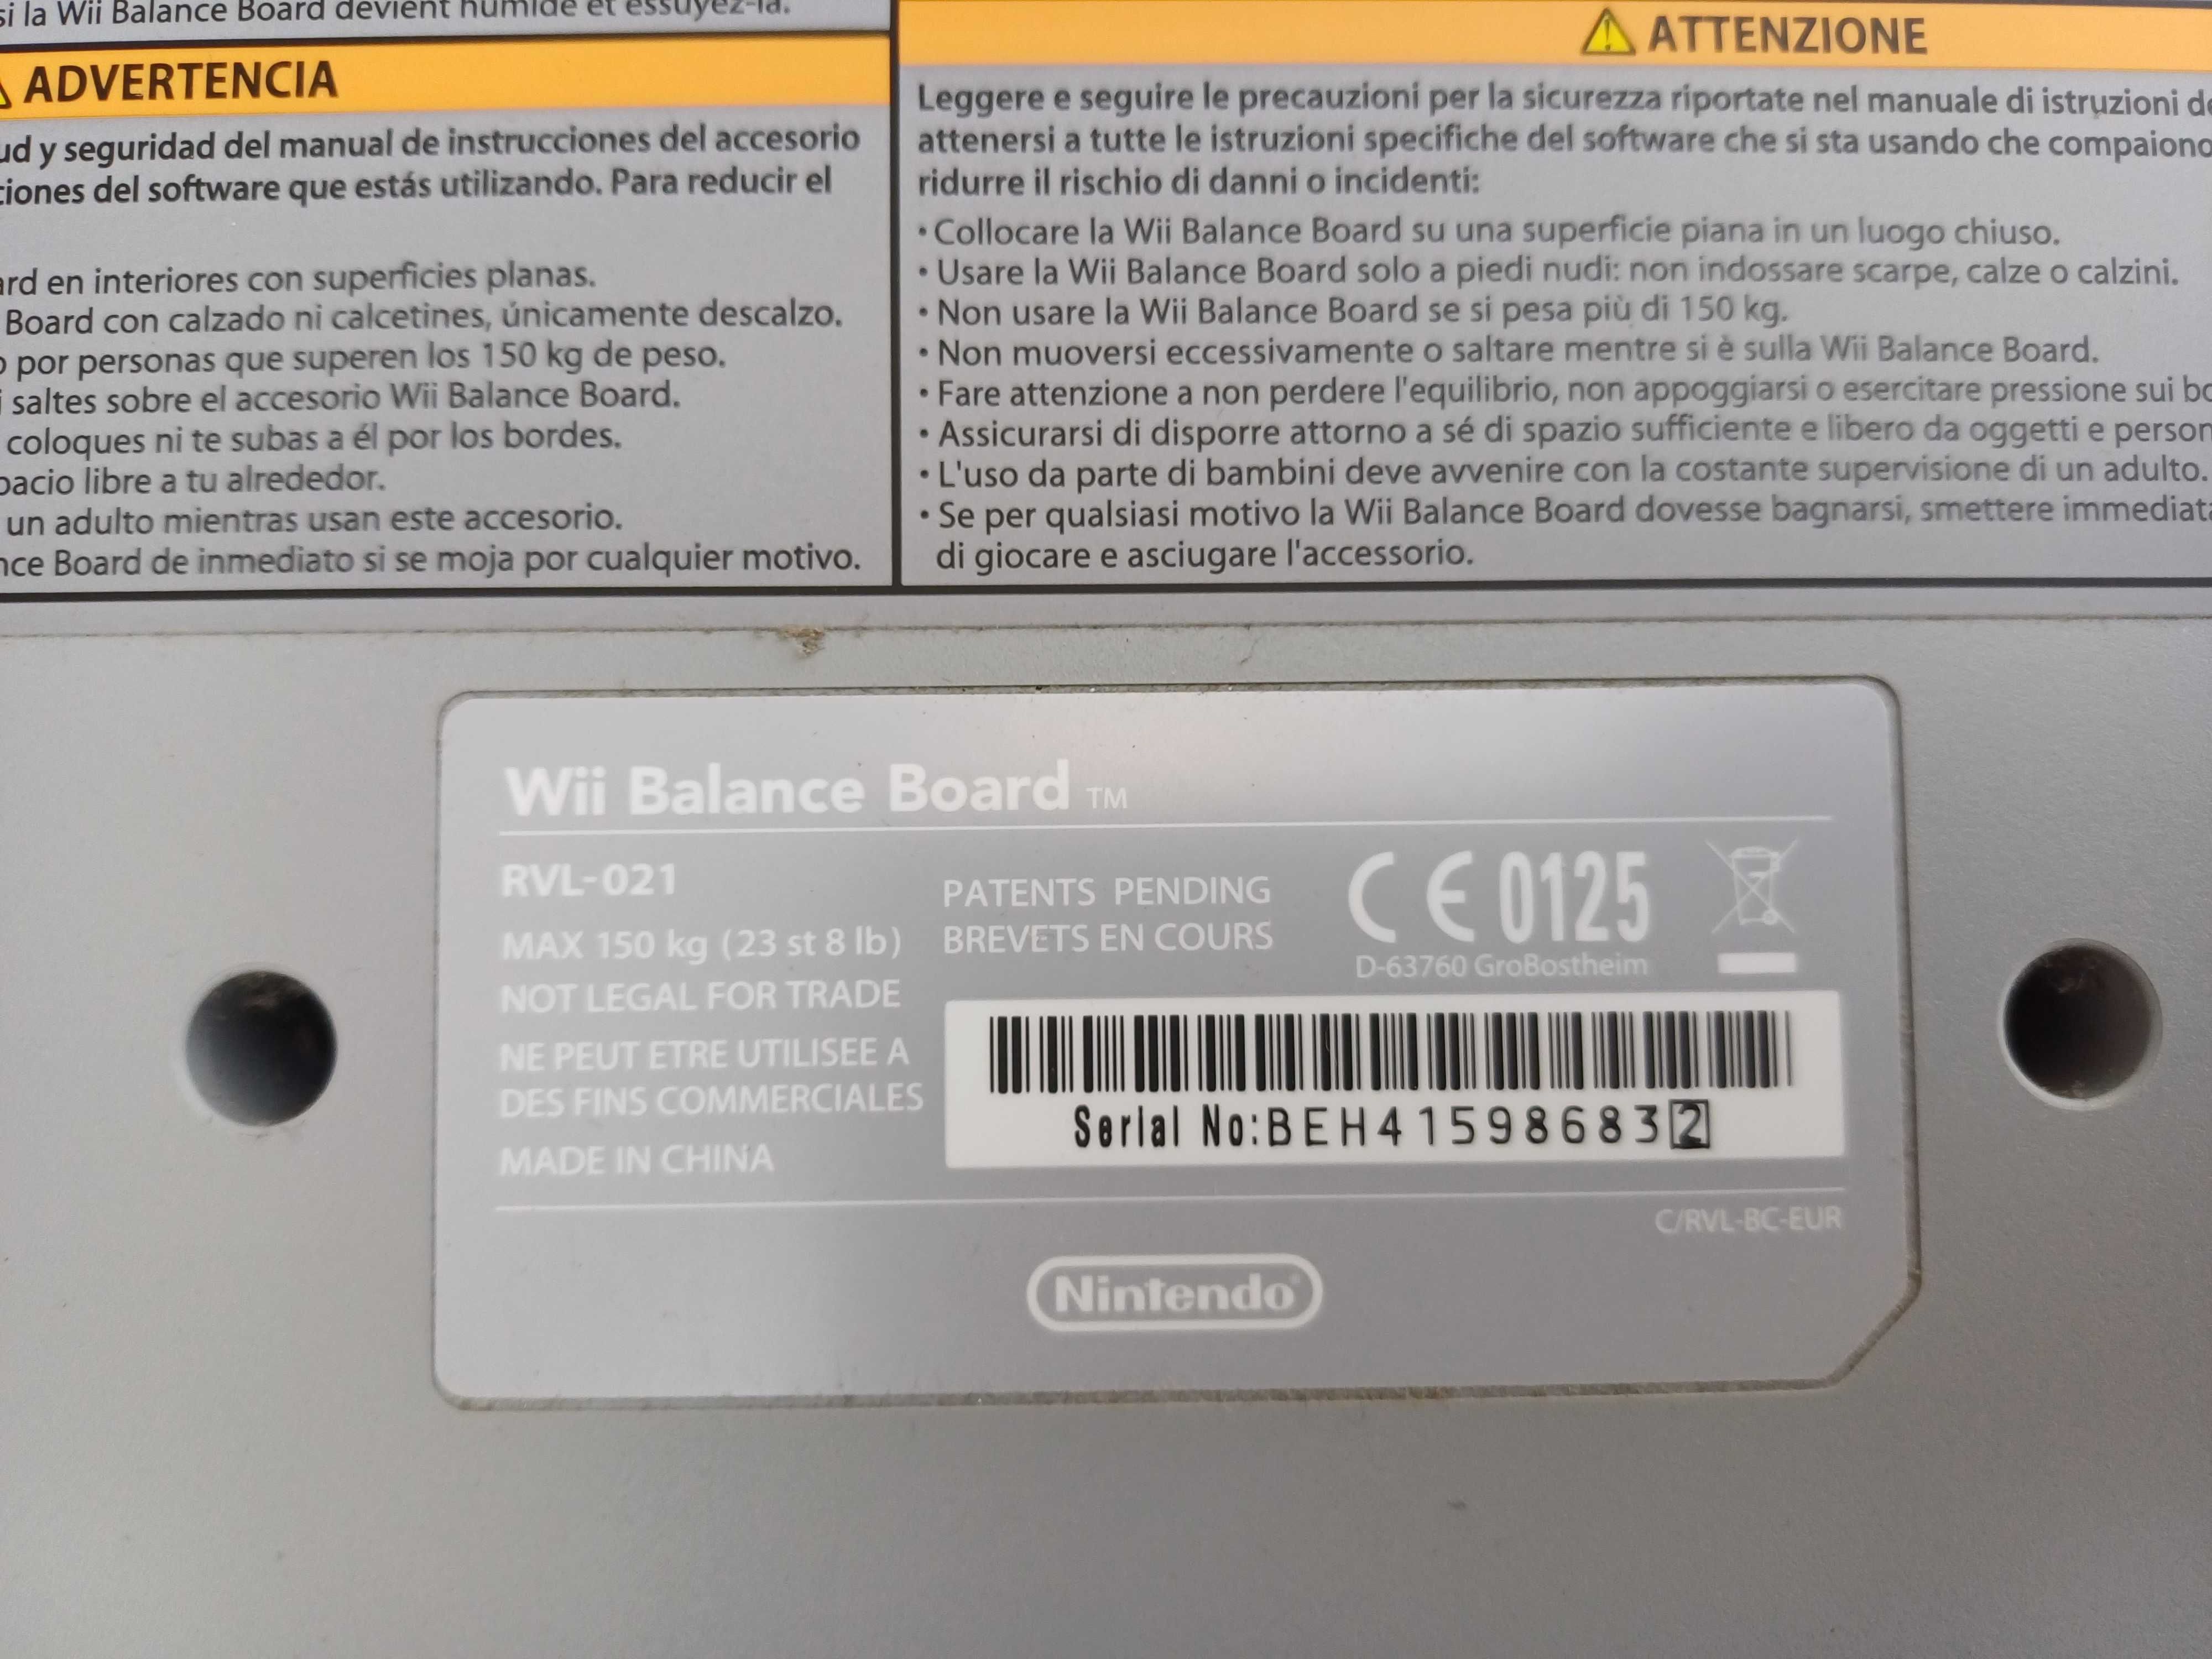 si la Wii Balance Board devient humide et essuyez-la.
ADVERTENCIA
ud y seguridad del manual de instrucciones del accesorio
ciones del software que estás utilizando. Para reducir el
ard en interiores con superficies planas.
Board con calzado ni calcetines, únicamente descalzo.
o por personas que superen los 150 kg de peso.
i saltes sobre el accesorio Wii Balance Board.
coloques ni te subas a él por los bordes.
pacio libre a tu alrededor.
un adulto mientras usan este accesorio.
nce Board de inmediato si se moja por cualquier motivo.
ATTENZIONE
Leggere e seguire le precauzioni per la sicurezza riportate nel manuale di istruzioni de
attenersi a tutte le istruzioni specifiche del software che si sta usando che compaiono
ridurre il rischio di danni o incidenti:
• Collocare la Wii Balance Board su una superficie piana in un luogo chiuso.
• Usare la Wii Balance Board solo a piedi nudi: non indossare scarpe, calze o calzini.
• Non usare la Wii Balance Board se si pesa più di 150 kg.
• Non muoversi eccessivamente o saltare mentre si è sulla Wii Balance Board.
• Fare attenzione a non perdere l'equilibrio, non appoggiarsi o esercitare pressione sui bo
• Assicurarsi di disporre attorno a sé di spazio sufficiente e libero da oggetti e person
• L'uso da parte di bambini deve avvenire con la costante supervisione di un adulto.
• Se per qualsiasi motivo la Wii Balance Board dovesse bagnarsi, smettere immediata
di giocare e asciugare l'accessorio.
Wii Balance Board TM
RVL-021
MAX 150 kg (23 st 8 lb)
NOT LEGAL FOR TRADE
NE PEUT ETRE UTILISEE A
DES FINS COMMERCIALES
MADE IN CHINA
PATENTS PENDING
BREVETS EN COURS
CE 0125
D-63760 GroBostheim
Serial No:BEH415986832
C/RVL-BC-EUR
Nintendo®